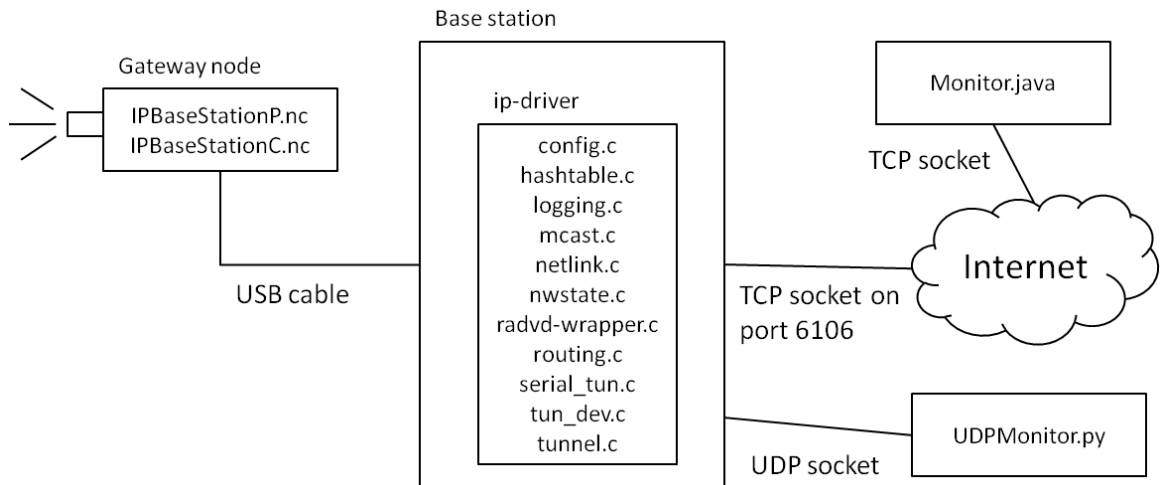 Base station
Gateway node
IPBaseStationP.nc
IPBaseStationC.nc
USB cable
ip-driver
config.c
hashtable.c
logging.c
mcast.c
netlink.c
nwstate.c
radvd-wrapper.c
routing.c
serial_tun.c
tun_dev.c
tunnel.c
Monitor.java
TCP socket
Internet
TCP socket on
port 6106
UDPMonitor.py
UDP socket